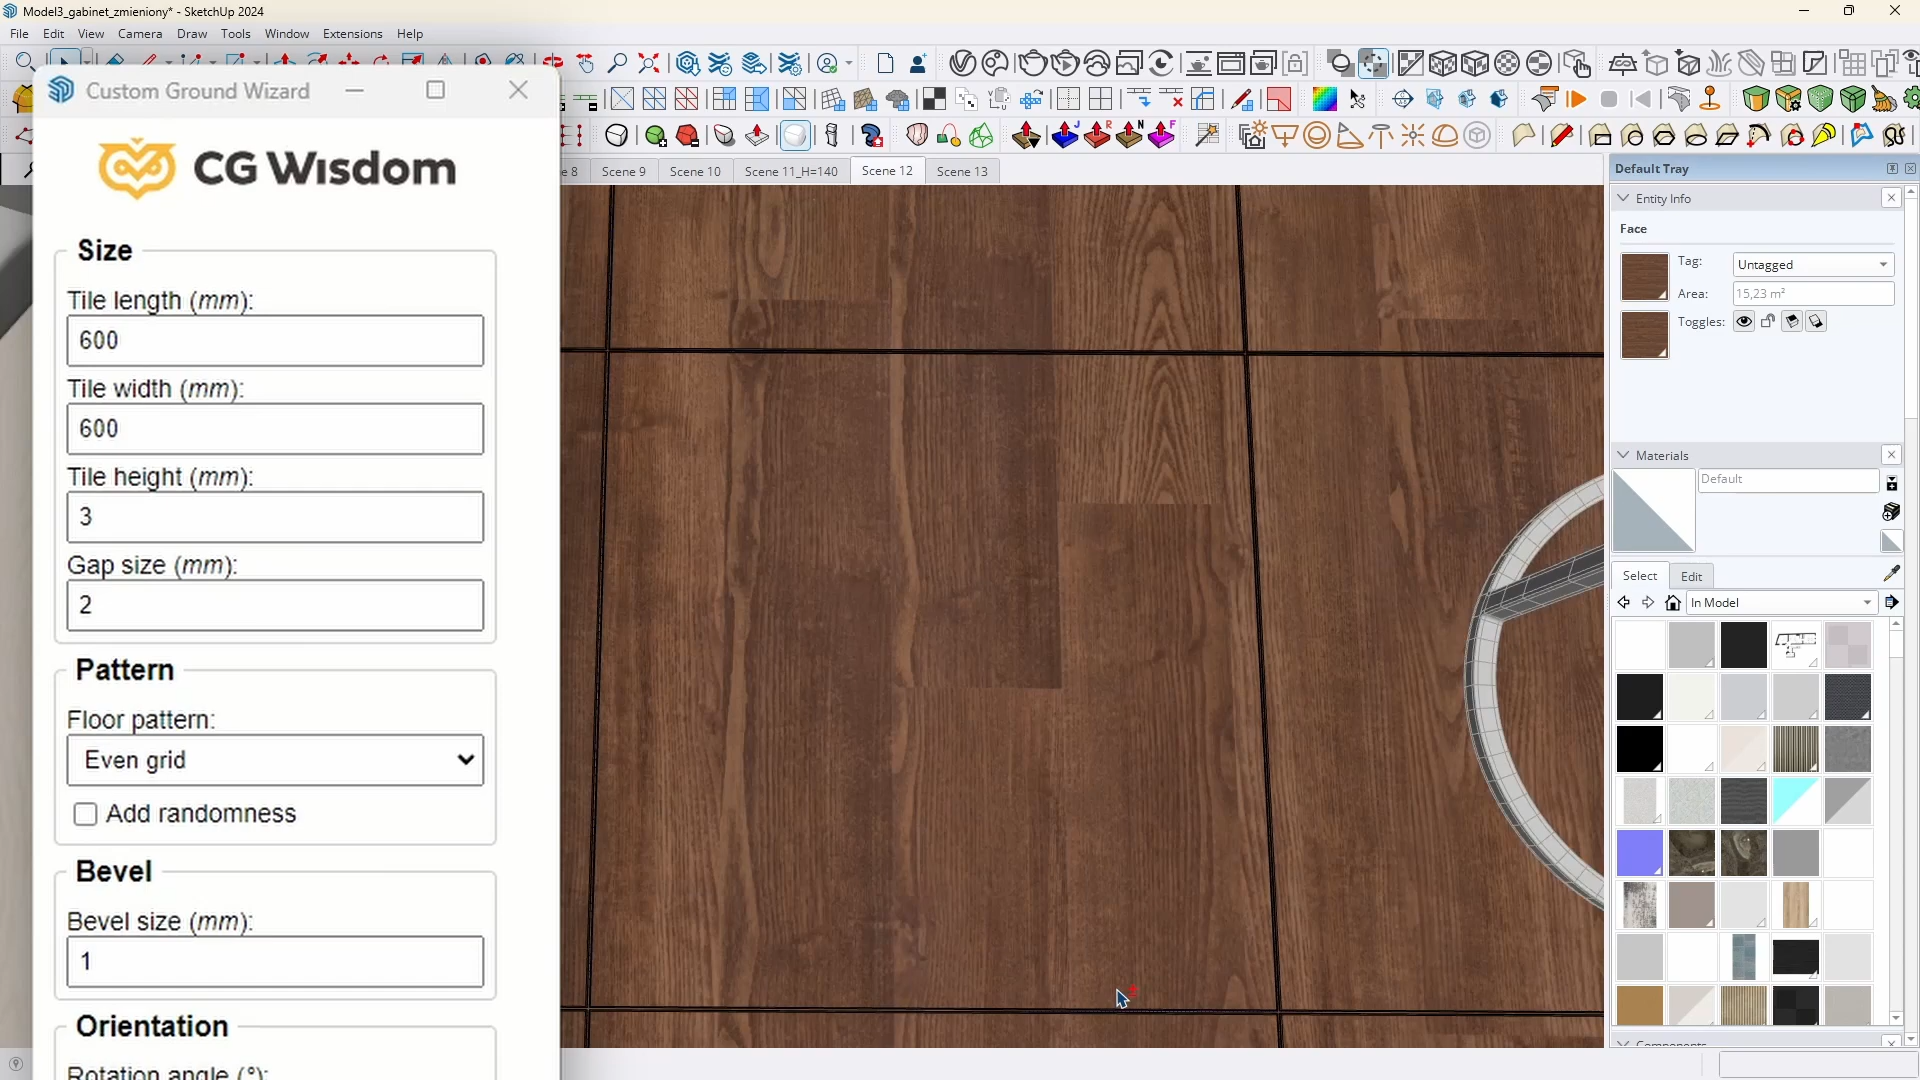 Model3_gabinet_zmieniony* - SketchUp 2024
File Edit View Camera Draw Tools Window Extensions Help
Custom Ground Wizard
CG Wisdom
Size
Tile length (mm):
600
Tile width (mm):
600
Tile height (mm):
3
Gap size (mm):
2
Pattern
Floor pattern:
Even grid
Add randomness
Bevel
Bevel size (mm):
1
Orientation
Rotation angle (°):
e 8 Scene 9 Scene 10 Scene 11_H=140 Scene 12 Scene 13
J R N F
Default Tray
Entity Info
Face
Tag: Untagged
Area: 15,23 m²
Toggles:
Materials
Default
Select Edit
In Model
Components